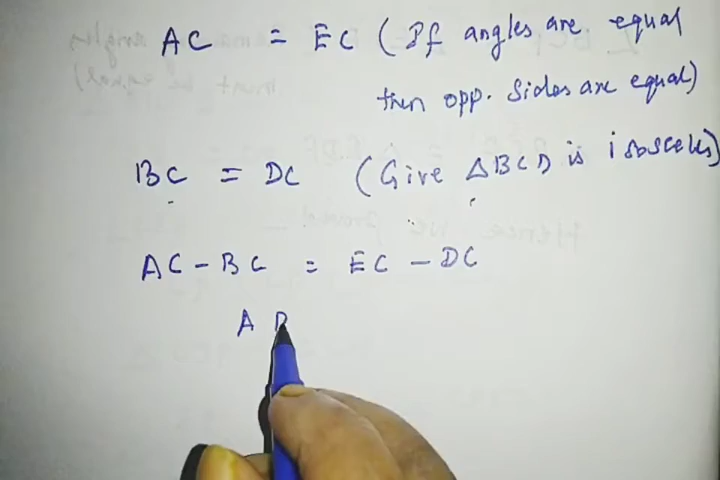 AC = EC ( If angles are equal
then opp. sides are equal)
BC = DC (Give △BCD is isosceles)
AC - BC = EC - DC
A B